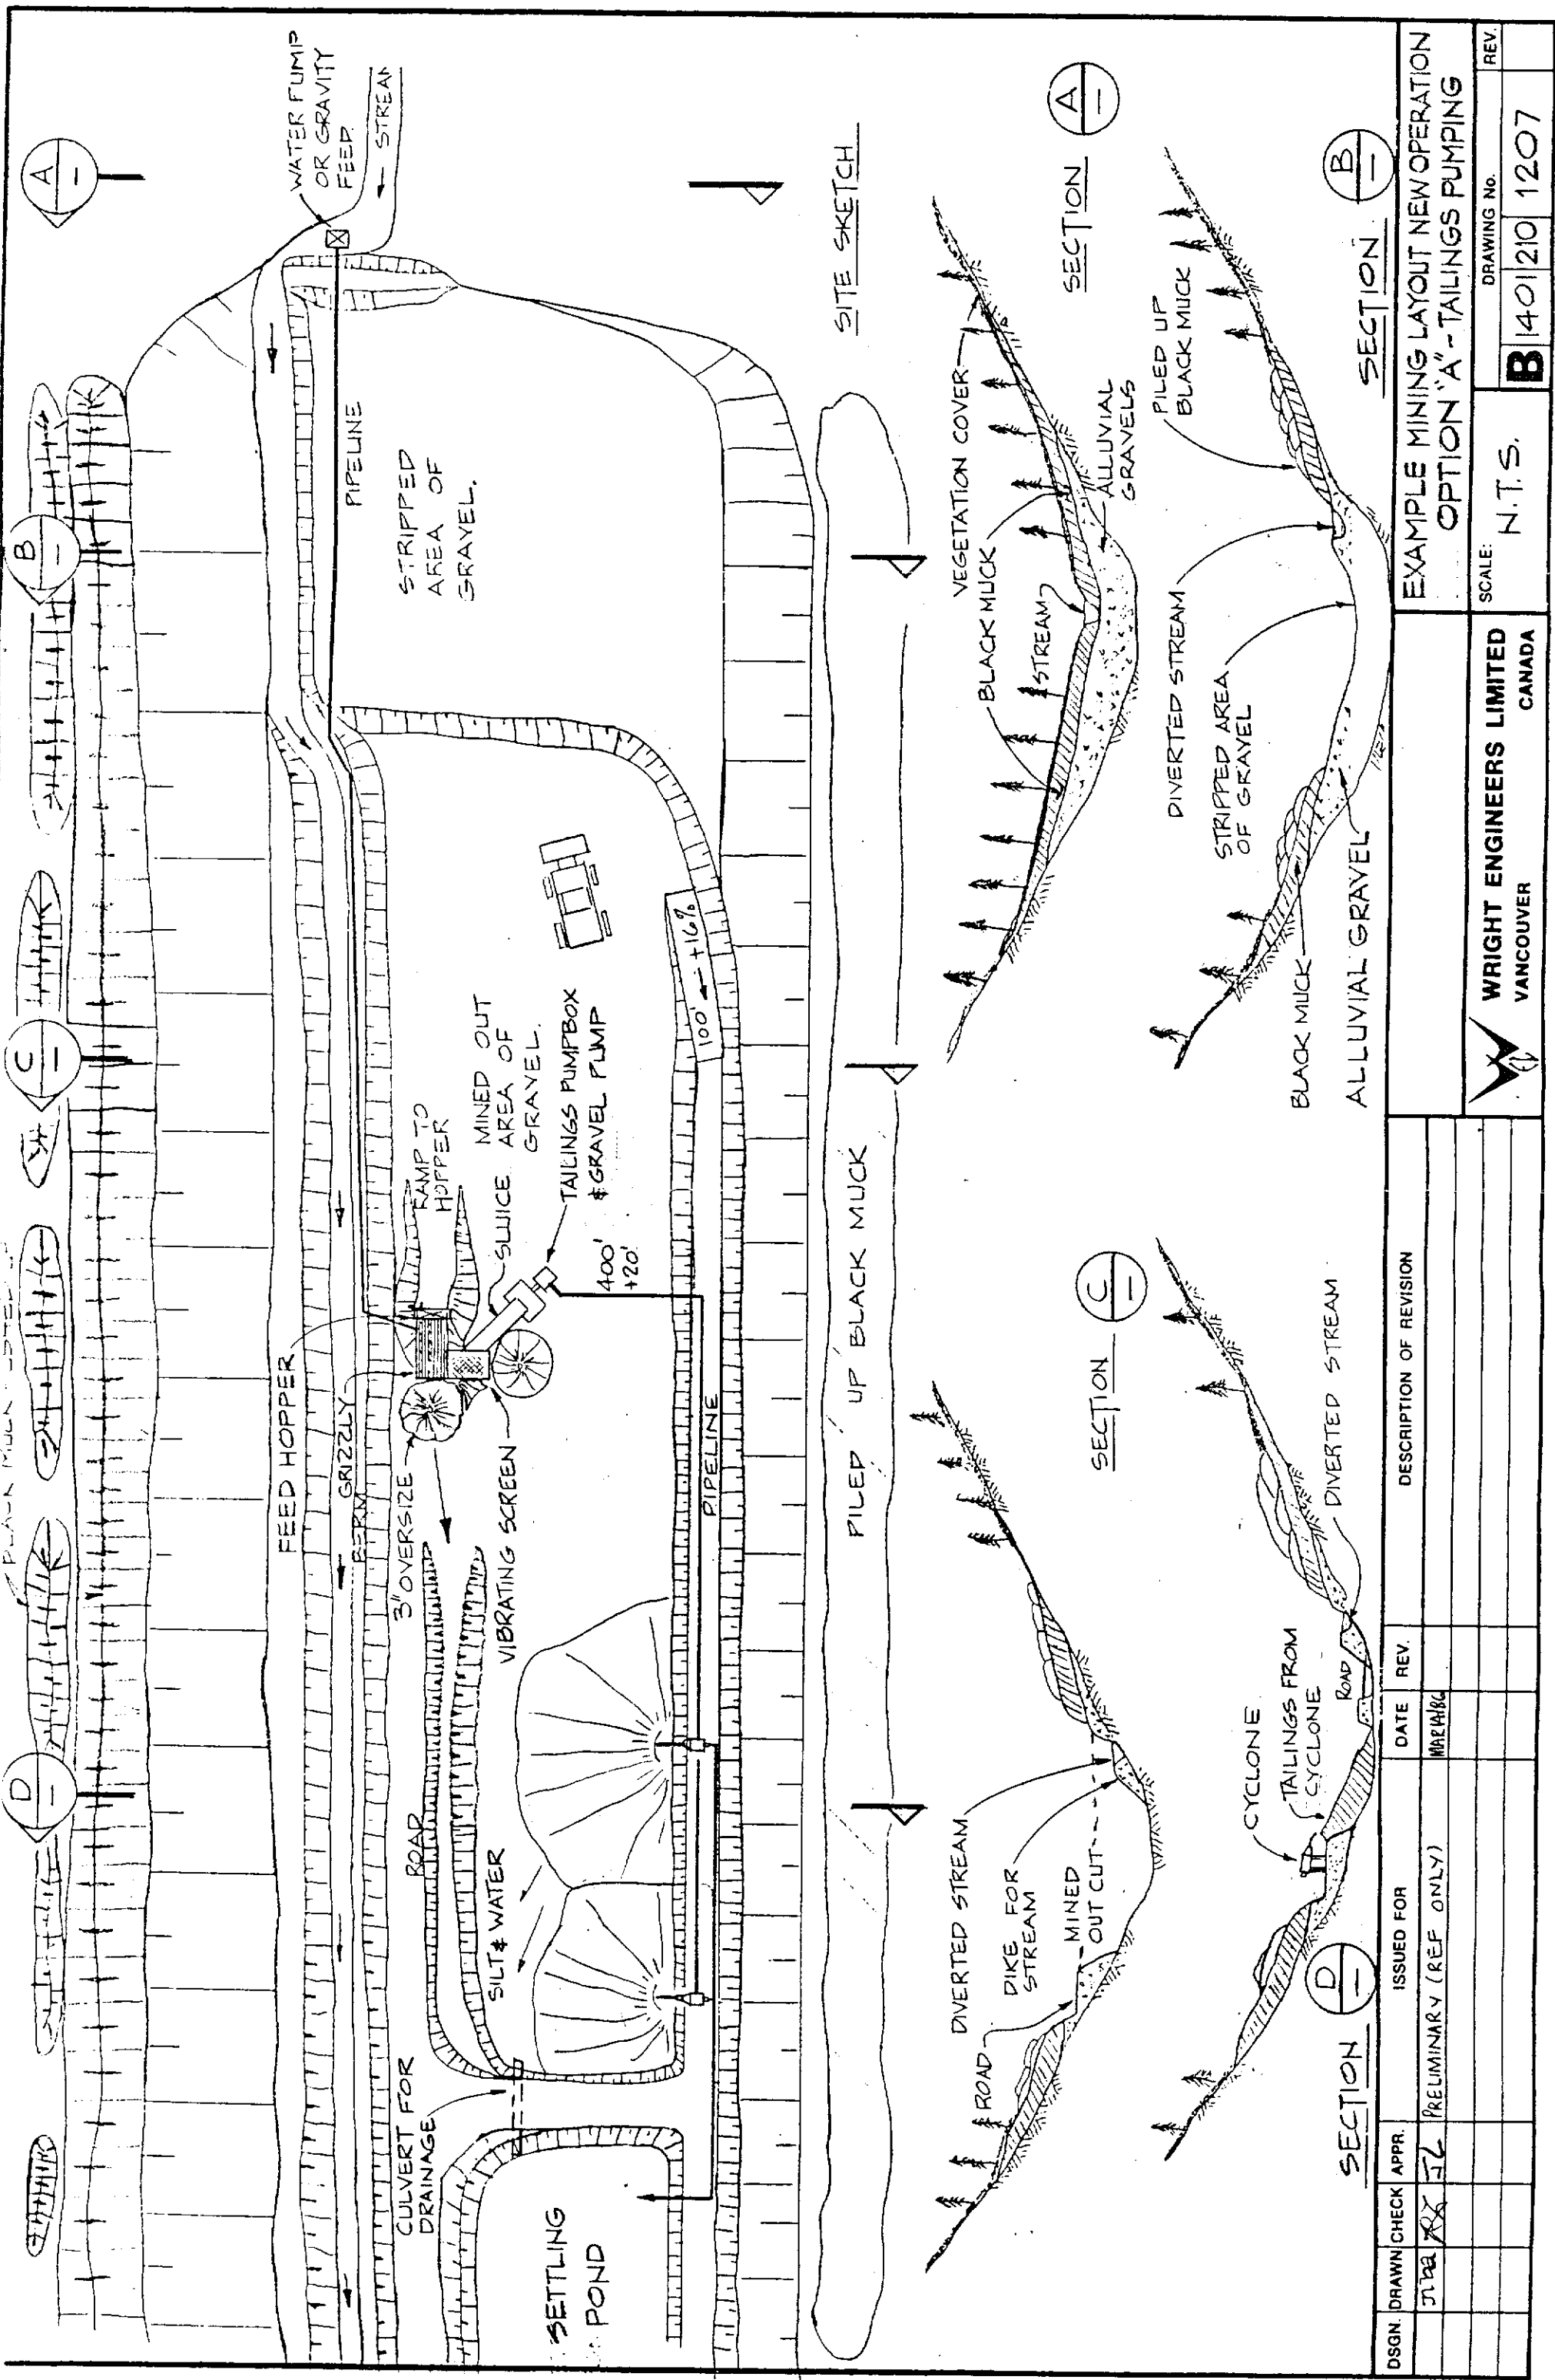 A
—
WATER PUMP
OR GRAVITY
FEED.
STREAM
B
—
PIPELINE
STRIPPED
AREA OF
GRAVEL.
C
—
RAMP TO
HOPPER
MINED OUT
AREA OF
GRAVEL.
SLUICE
TAILINGS PUMPBOX
& GRAVEL PUMP
400'
+20'
100'
+16%
BLACK MUCK
FEED HOPPER
GRIZZLY
BERM
3" OVERSIZE
VIBRATING SCREEN
PIPELINE
D
—
ROAD
SILT & WATER
CULVERT FOR
DRAINAGE
SETTLING
POND
PILED UP BLACK MUCK
SITE SKETCH
VEGETATION COVER
BLACK MUCK
STREAM
ALLUVIAL
GRAVELS
SECTION
A
—
DIVERTED STREAM
STRIPPED AREA
OF GRAVEL
PILED UP
BLACK MUCK
BLACK MUCK
ALLUVIAL GRAVEL
SECTION
B
—
DIVERTED STREAM
ROAD
DIKE FOR
STREAM
MINED
OUT CUT
SECTION
C
—
CYCLONE
TAILINGS FROM
CYCLONE
ROAD
DIVERTED STREAM
SECTION
D
—
DSGN. DRAWN CHECK APPR. ISSUED FOR DATE REV. DESCRIPTION OF REVISION
JL PRELIMINARY (REF ONLY)
WRIGHT ENGINEERS LIMITED
VANCOUVER CANADA
EXAMPLE MINING LAYOUT NEW OPERATION
OPTION "A" - TAILINGS PUMPING
SCALE:
N.T.S.
DRAWING No. REV.
B 1401 210 1207